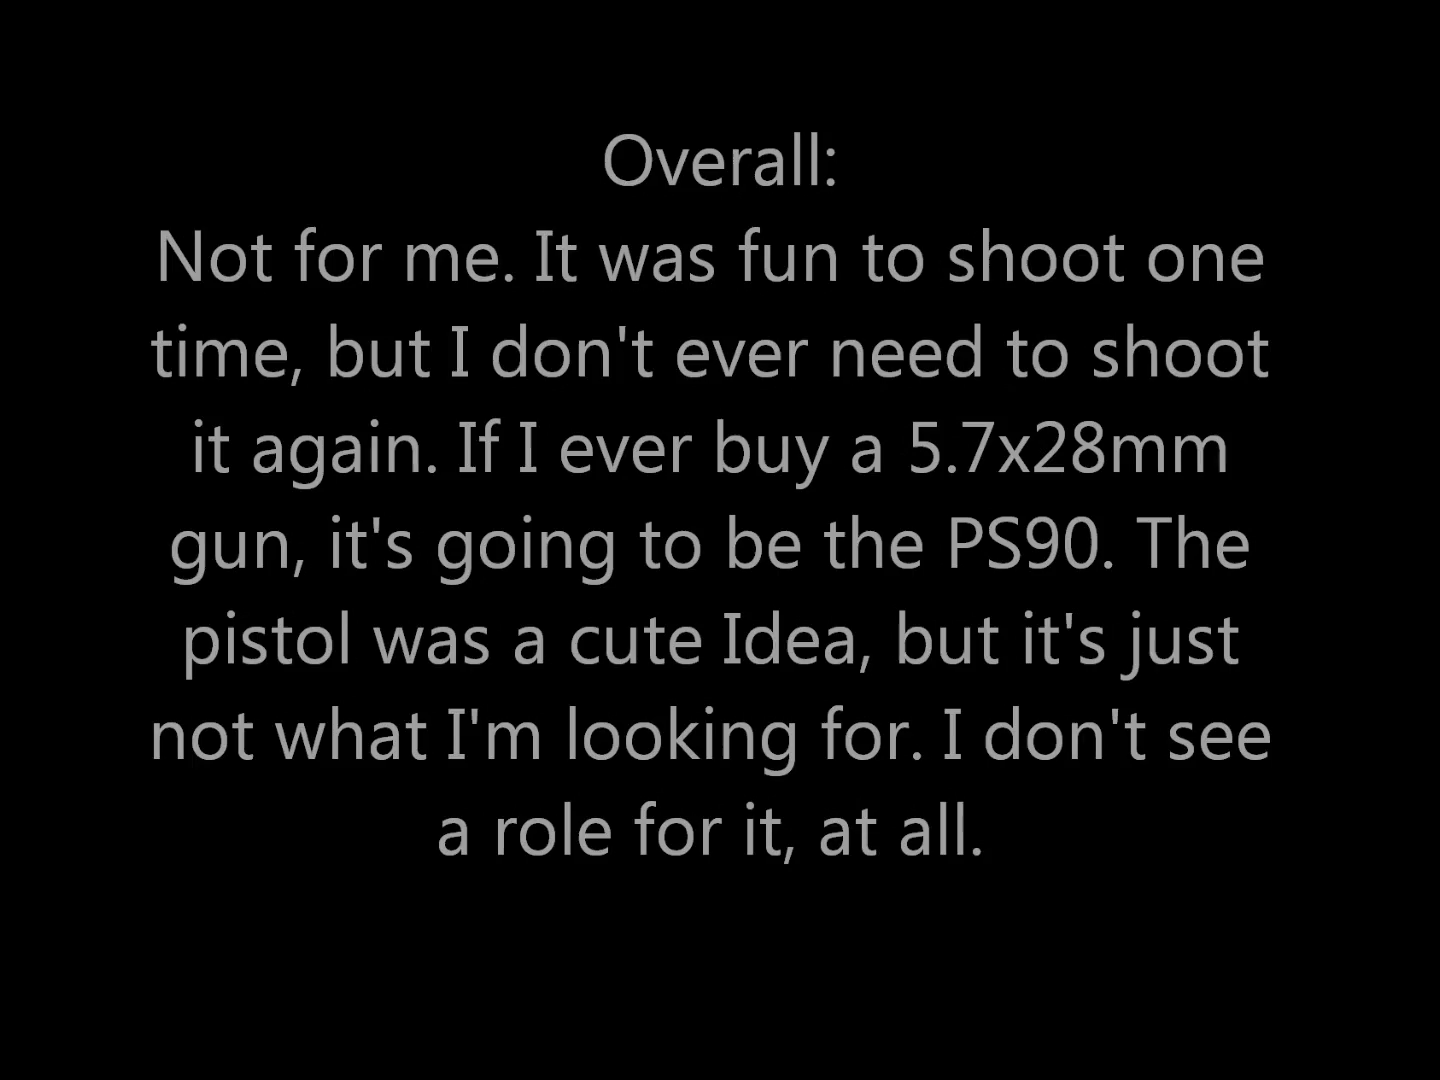 Overall:
Not for me. It was fun to shoot one
time, but I don't ever need to shoot
it again. If I ever buy a 5.7x28mm
gun, it's going to be the PS90. The
pistol was a cute Idea, but it's just
not what I'm looking for. I don't see
a role for it, at all.